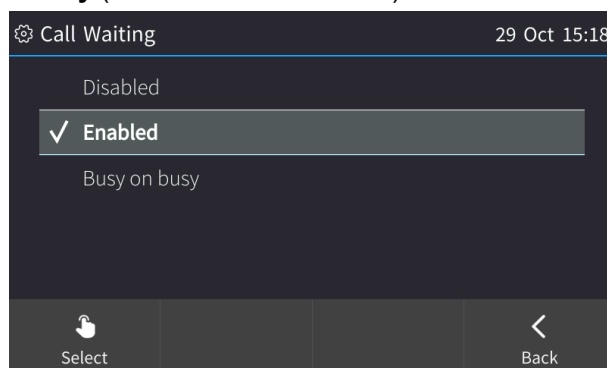 Call Waiting 29 Oct 15:18
Disabled
✓ Enabled
Busy on busy
Select Back